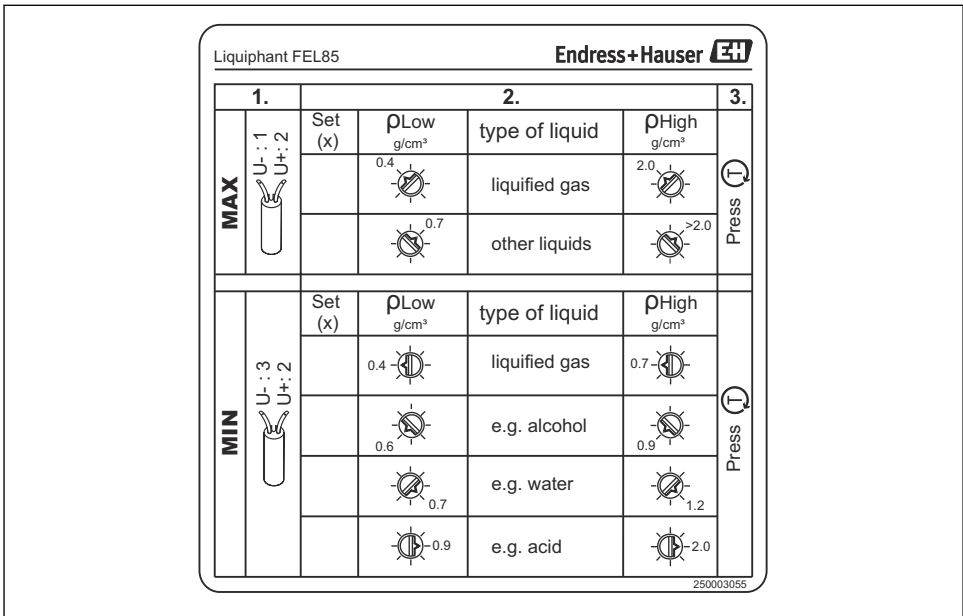 Liquiphant FEL85
Endress+Hauser EH
1. 2. 3.
MAX
U- : 1
U+: 2
Set (x) ρLow g/cm³ type of liquid ρHigh g/cm³
0.4 liquified gas 2.0
0.7 other liquids >2.0
Press T
MIN
U- : 3
U+: 2
Set (x) ρLow g/cm³ type of liquid ρHigh g/cm³
0.4 liquified gas 0.7
0.6 e.g. alcohol 0.9
0.7 e.g. water 1.2
0.9 e.g. acid 2.0
Press T
250003055